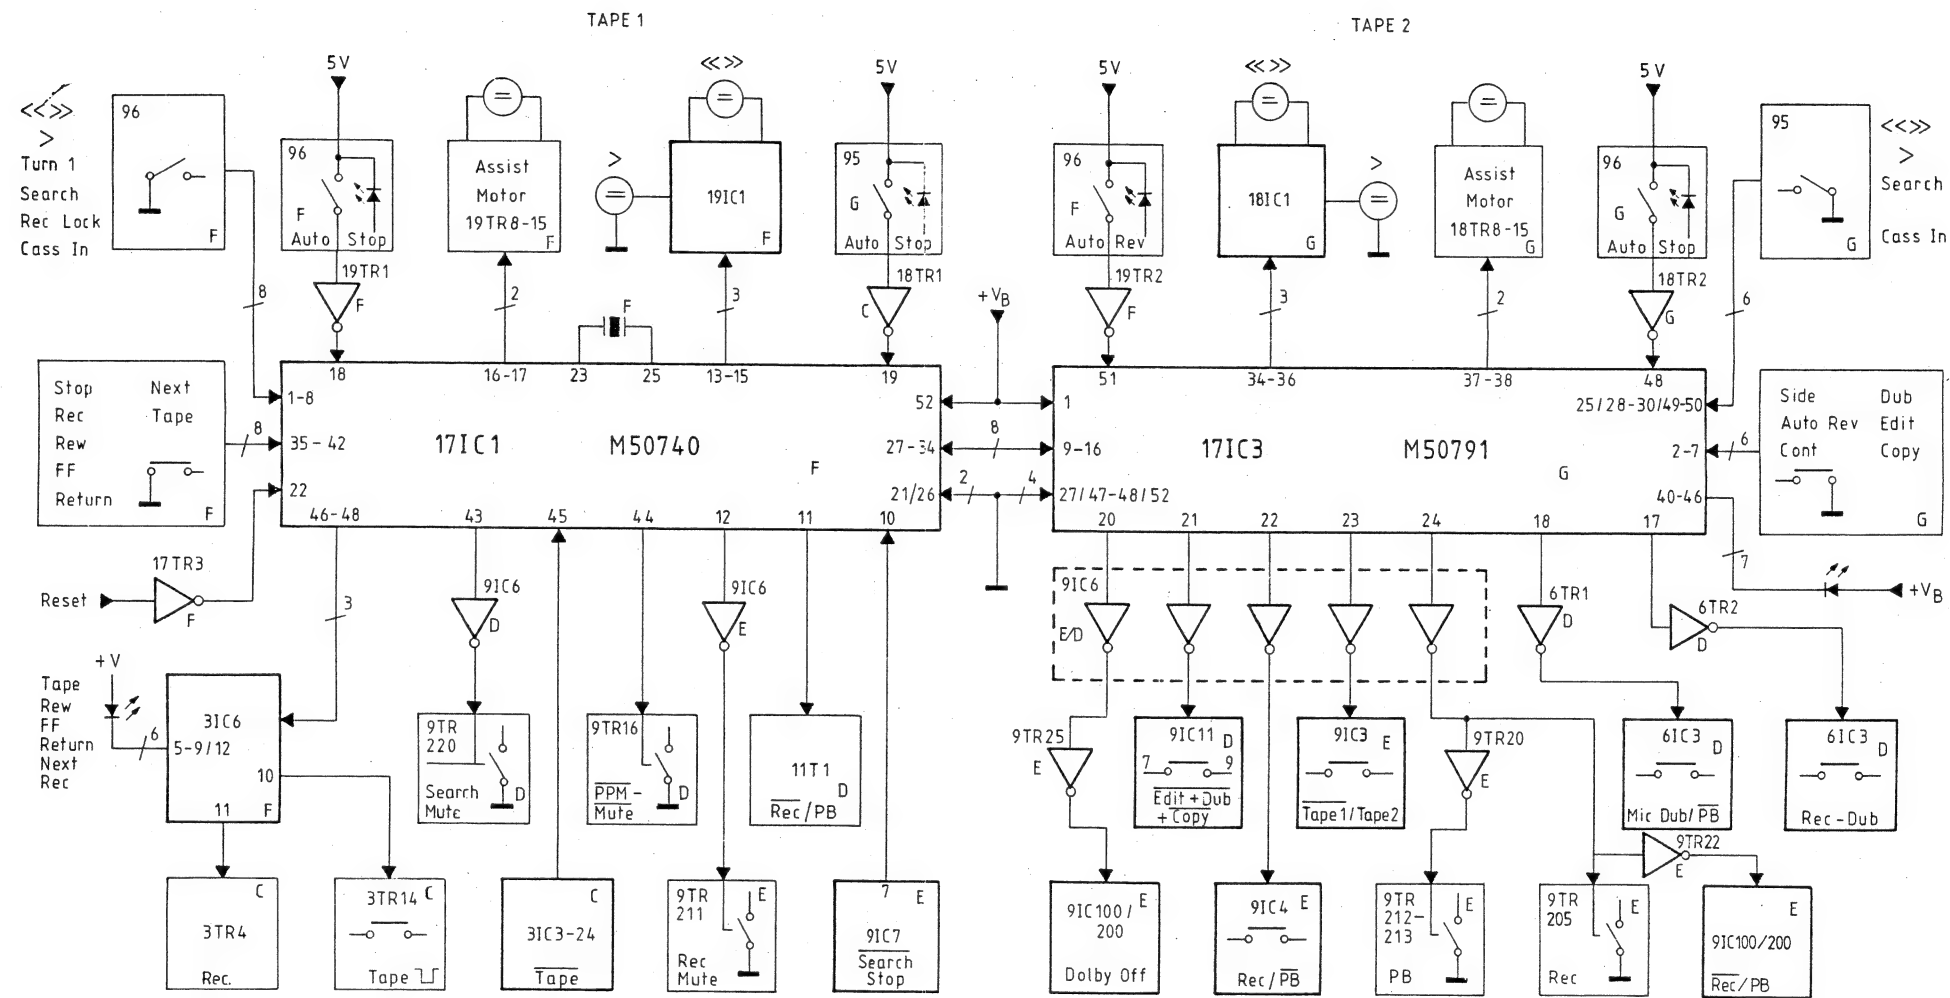 TAPE 1
TAPE 2
<<>>
>
Turn 1
Search
Rec Lock
Cass In
96
F
5V
96
F
Auto Stop
19TR1
F
Assist
Motor
19TR8-15
F
<<>>
>
19IC1
F
5V
95
G
Auto Stop
18TR1
C
5V
96
F
Auto Rev
19TR2
F
<<>>
>
18IC1
G
Assist
Motor
18TR8-15
G
5V
96
G
Auto Stop
18TR2
G
95
G
<<>>
>
Search
Cass In
8
2
F
3
+VB
3
2
6
Stop
Rec
Rew
FF
Return
Next
Tape
F
8
18
16-17
23
25
13-15
19
1-8
35-42
22
17IC1
M50740
F
52
27-34
21/26
46-48
43
45
44
12
11
10
8
2
4
51
34-36
37-38
48
1
9-16
27/47-48/52
17IC3
M50791
G
25/28-30/49-50
2-7
40-46
20
21
22
23
24
18
17
6
7
Side
Auto Rev
Cont
Dub
Edit
Copy
G
+VB
Reset
17TR3
F
3
9IC6
D
9IC6
E
9IC6
E/D
6TR1
D
6TR2
D
+V
Tape
Rew
FF
Return
Next
Rec
6
3IC6
5-9/12
10
11
F
9TR
220
Search
Mute
D
9TR16
PPM-
Mute
D
11T1
D
Rec/PB
9TR25
E
9IC11
D
7
9
Edit+Dub
+Copy
9IC3
E
Tape1/Tape2
9TR20
E
6IC3
D
Mic Dub/PB
6IC3
D
Rec-Dub
9TR22
E
C
3TR4
Rec.
3TR14
C
Tape
C
3IC3-24
Tape
9TR
211
E
Rec
Mute
7
E
9IC7
Search
Stop
9IC100/
200
E
Dolby Off
9IC4
E
Rec/PB
9TR
212-
213
E
PB
9TR
205
E
Rec
E
9IC100/200
Rec/PB